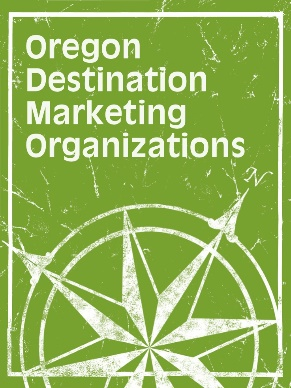 Oregon
Destination
Marketing
Organizations
N